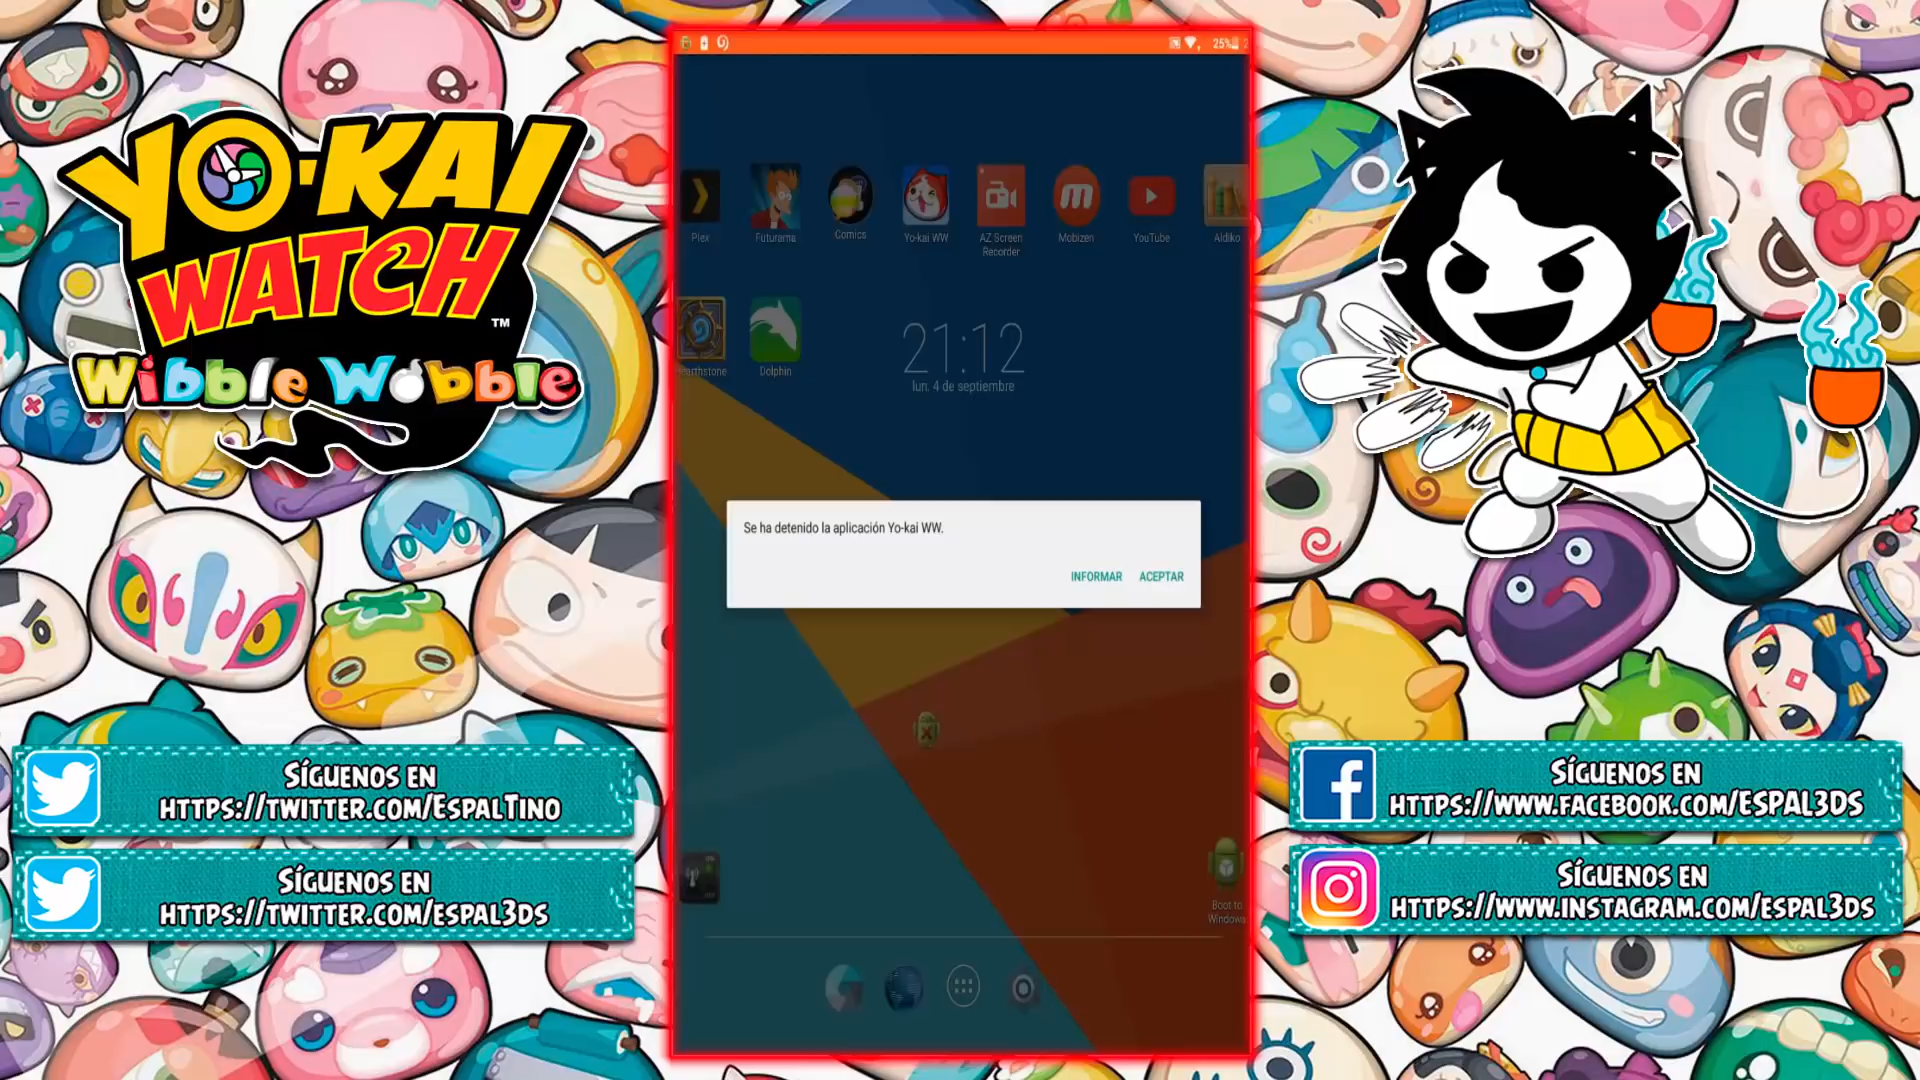 YO-KAI
WATCH
TM
Wibble Wobble
25%
Plex
Futurama
Comics
Yo-kai WW
AZ Screen
Recorder
Mobizen
YouTube
Aldiko
earthstone
Dolphin
21:12
lun. 4 de septiembre
Se ha detenido la aplicación Yo-kai WW.
INFORMAR
ACEPTAR
Boot to
Windows
SÍGUENOS EN
HTTPS://TWITTER.COM/ESPALTINO
SÍGUENOS EN
HTTPS://TWITTER.COM/ESPAL3DS
SÍGUENOS EN
HTTPS://WWW.FACEBOOK.COM/ESPAL3DS
SÍGUENOS EN
HTTPS://WWW.INSTAGRAM.COM/ESPAL3DS